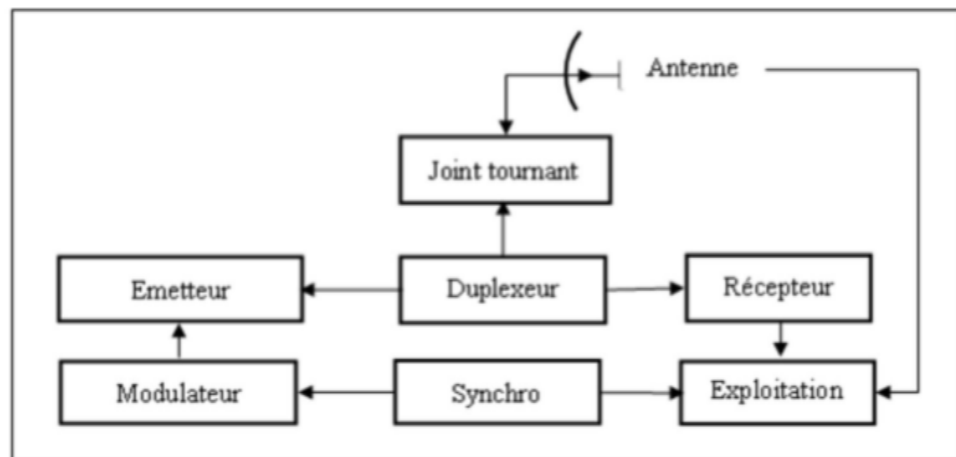 Antenne
Joint tournant
Emetteur
Duplexeur
Récepteur
Modulateur
Synchro
Exploitation